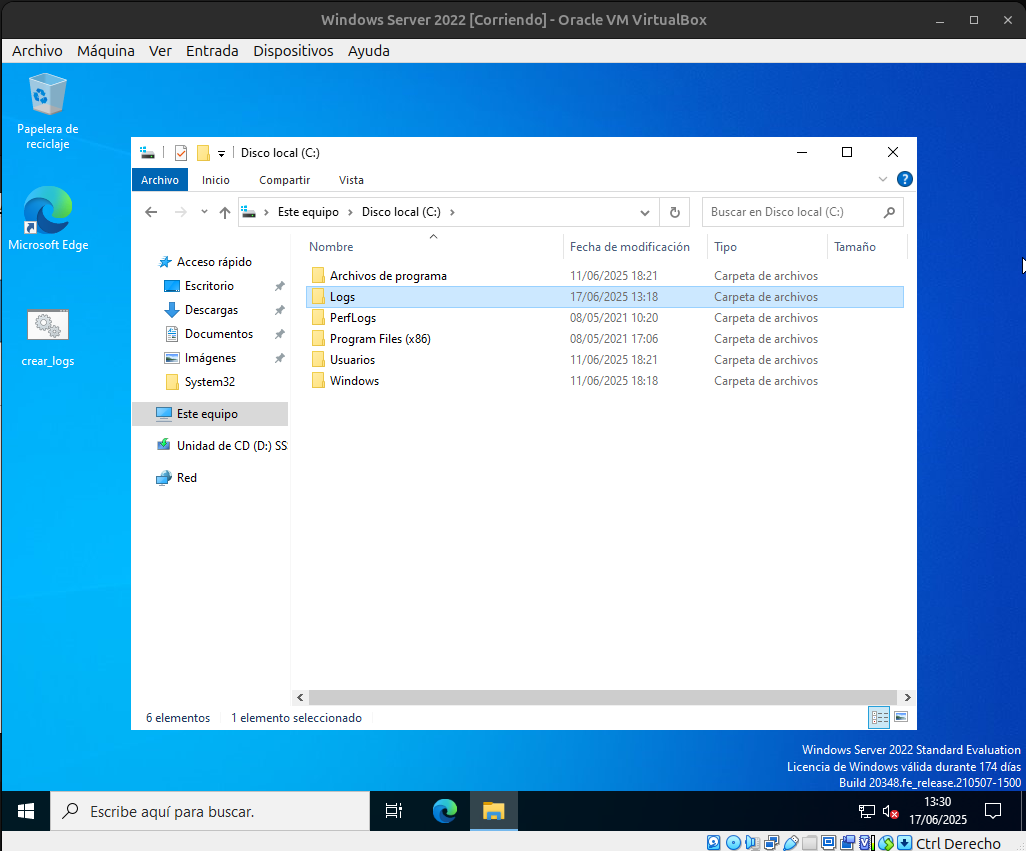 Windows Server 2022 [Corriendo] - Oracle VM VirtualBox
Archivo Máquina Ver Entrada Dispositivos Ayuda
Papelera de
reciclaje
Microsoft Edge
crear_logs
Disco local (C:)
Archivo Inicio Compartir Vista
Este equipo Disco local (C:) Buscar en Disco local (C:)
Acceso rápido
Escritorio
Descargas
Documentos
Imágenes
System32
Este equipo
Unidad de CD (D:) SS
Red
Nombre Fecha de modificación Tipo Tamaño
Archivos de programa 11/06/2025 18:21 Carpeta de archivos
Logs 17/06/2025 13:18 Carpeta de archivos
PerfLogs 08/05/2021 10:20 Carpeta de archivos
Program Files (x86) 08/05/2021 17:06 Carpeta de archivos
Usuarios 11/06/2025 18:21 Carpeta de archivos
Windows 11/06/2025 18:18 Carpeta de archivos
6 elementos 1 elemento seleccionado
Windows Server 2022 Standard Evaluation
Licencia de Windows válida durante 174 días
Build 20348.fe_release.210507-1500
Escribe aquí para buscar.
13:30
17/06/2025
Ctrl Derecho